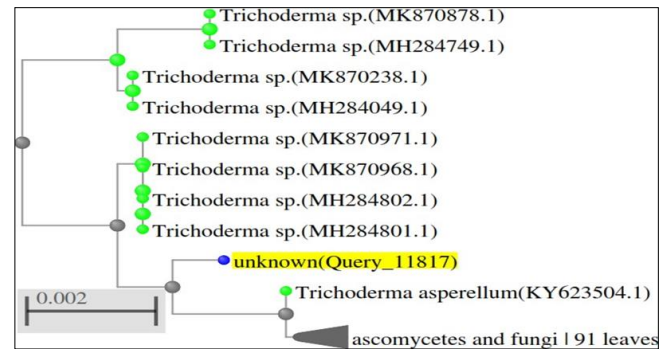 Trichoderma sp.(MK870878.1)
Trichoderma sp.(MH284749.1)
Trichoderma sp.(MK870238.1)
Trichoderma sp.(MH284049.1)
Trichoderma sp.(MK870971.1)
Trichoderma sp.(MK870968.1)
Trichoderma sp.(MH284802.1)
Trichoderma sp.(MH284801.1)
unknown(Query_11817)
Trichoderma asperellum(KY623504.1)
0.002
ascomycetes and fungi | 91 leaves